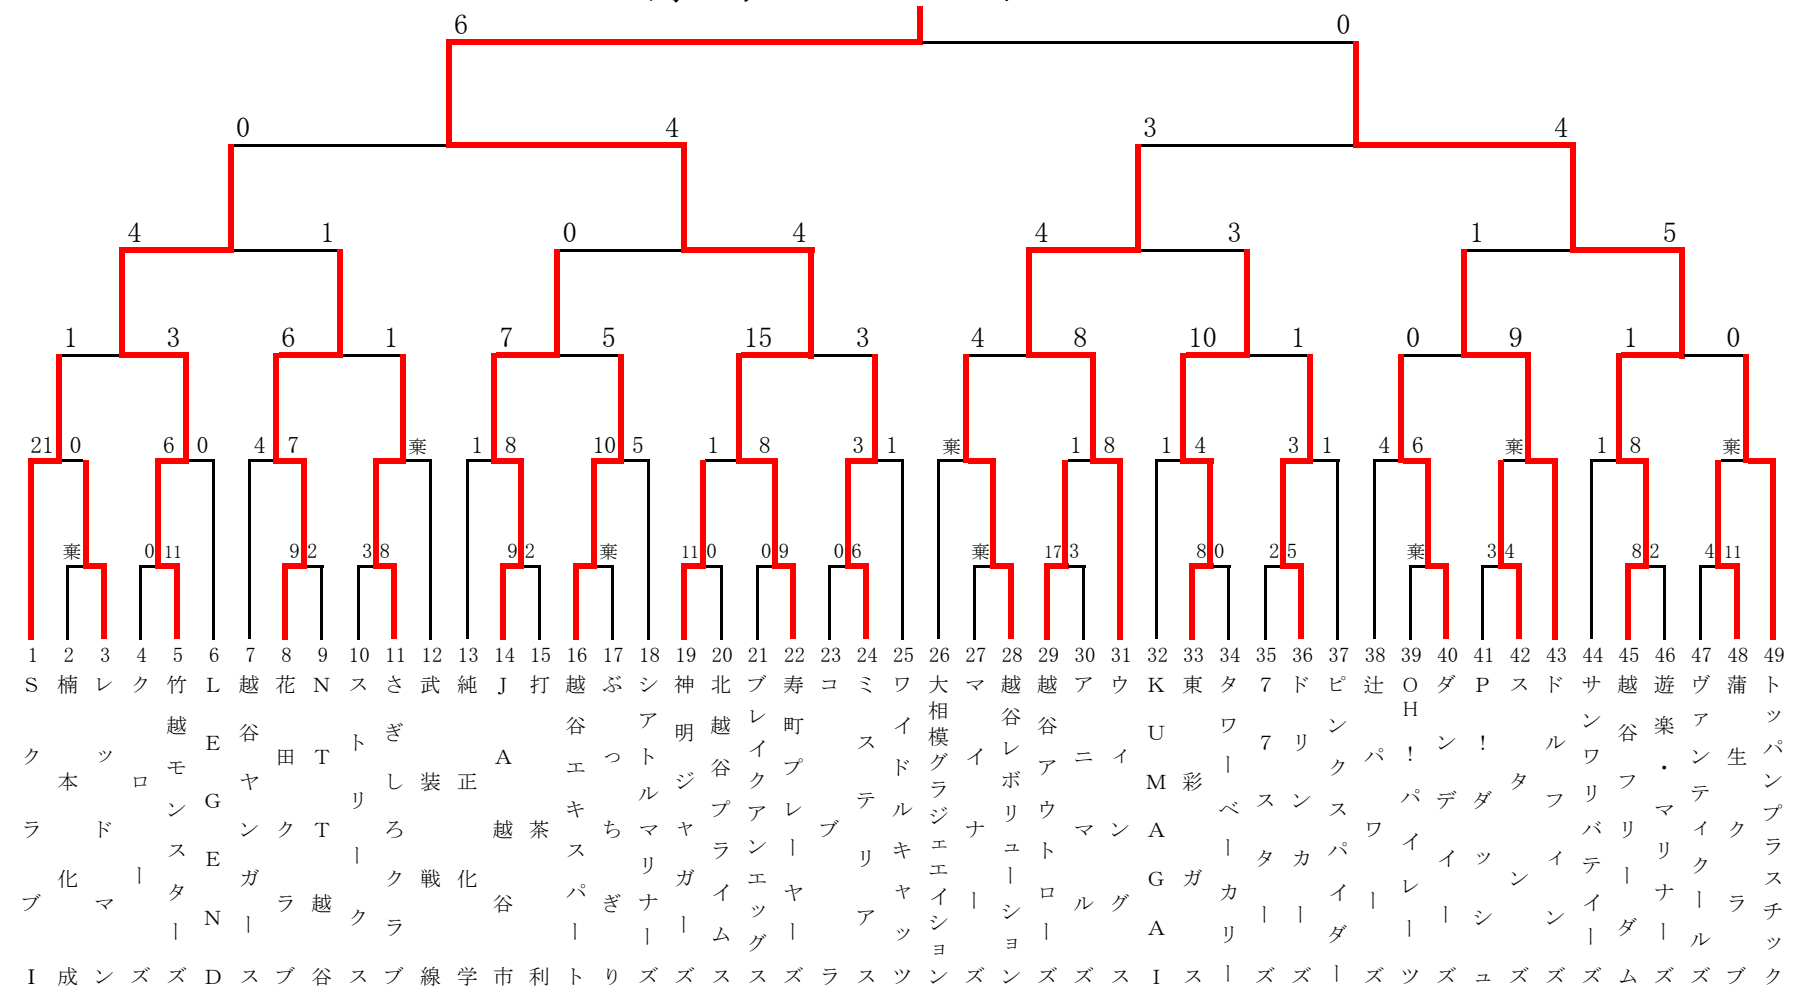 6 0
0 4 3 4
4 1 0 4 4 3 1 5
1 3 6 1 7 5 15 3 4 8 10 1 0 9 1 0
21 0 6 0 4 7 棄 1 8 10 5 1 8 3 1 棄 1 8 1 4 3 1 4 6 棄 1 8 棄
棄 0 11 9 2 3 8 9 2 棄 11 0 0 9 0 6 棄 17 3 8 0 2 5 棄 3 4 8 2 4 11
1 2 3 4 5 6 7 8 9 10 11 12 13 14 15 16 17 18 19 20 21 22 23 24 25 26 27 28 29 30 31 32 33 34 35 36 37 38 39 40 41 42 43 44 45 46 47 48 49
SクラブI
楠本化成
レッドマン
クローズ
竹越モンスターズ
LEGEND
越谷ヤンガース
花田クラブ
NTT越谷
ストリークス
さぎしろクラブ
武装戦線
純正化学
JA越谷市
打茶利
越谷エキスパート
ぶっちぎり
シアトルマリナーズ
神明ジャガーズ
北越谷プライムス
ブレイクアンエッグス
寿町プレーヤーズ
コブラ
ミステリアス
ワイドルキャッツ
大相模グラジェエイション
マイナーズ
越谷レボリューション
越谷アウトローズ
アニマルズ
ウィングス
KUMAGAI
東彩ガス
タワーベーカリー
77スターズ
ドリンカーズ
ピンクスパイダー
辻パワーズ
OH!パイレーツ
ダンディーズ
P!ダッシュ
スタンズ
ドルフィンズ
サンワリバテイーズ
越谷フリーダム
遊楽・マリナーズ
ヴァンティクールズ
蒲生クラブ
トッパンプラスチック